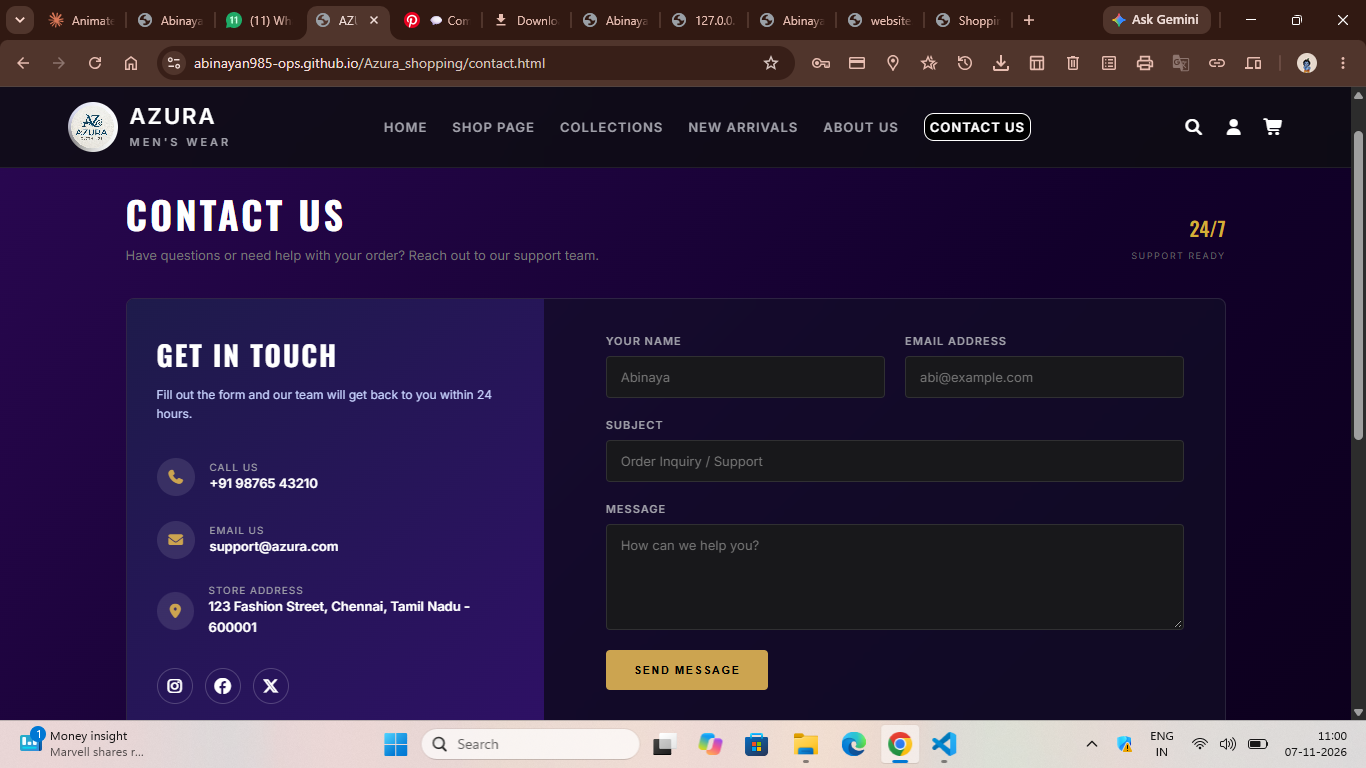 Animate
Abinaya
(11) Wh
AZU
Com
Downlo
Abinaya
127.0.0.
Abinaya
website
Shoppin
Ask Gemini
abinayan985-ops.github.io/Azura_shopping/contact.html
AZURA
MEN'S WEAR
HOME
SHOP PAGE
COLLECTIONS
NEW ARRIVALS
ABOUT US
CONTACT US
CONTACT US
Have questions or need help with your order? Reach out to our support team.
24/7
SUPPORT READY
GET IN TOUCH
Fill out the form and our team will get back to you within 24
hours.
CALL US
+91 98765 43210
EMAIL US
support@azura.com
STORE ADDRESS
123 Fashion Street, Chennai, Tamil Nadu -
600001
YOUR NAME
Abinaya
EMAIL ADDRESS
abi@example.com
SUBJECT
Order Inquiry / Support
MESSAGE
How can we help you?
SEND MESSAGE
1
Money insight
Marvell shares r...
Search
ENG
IN
11:00
07-11-2026